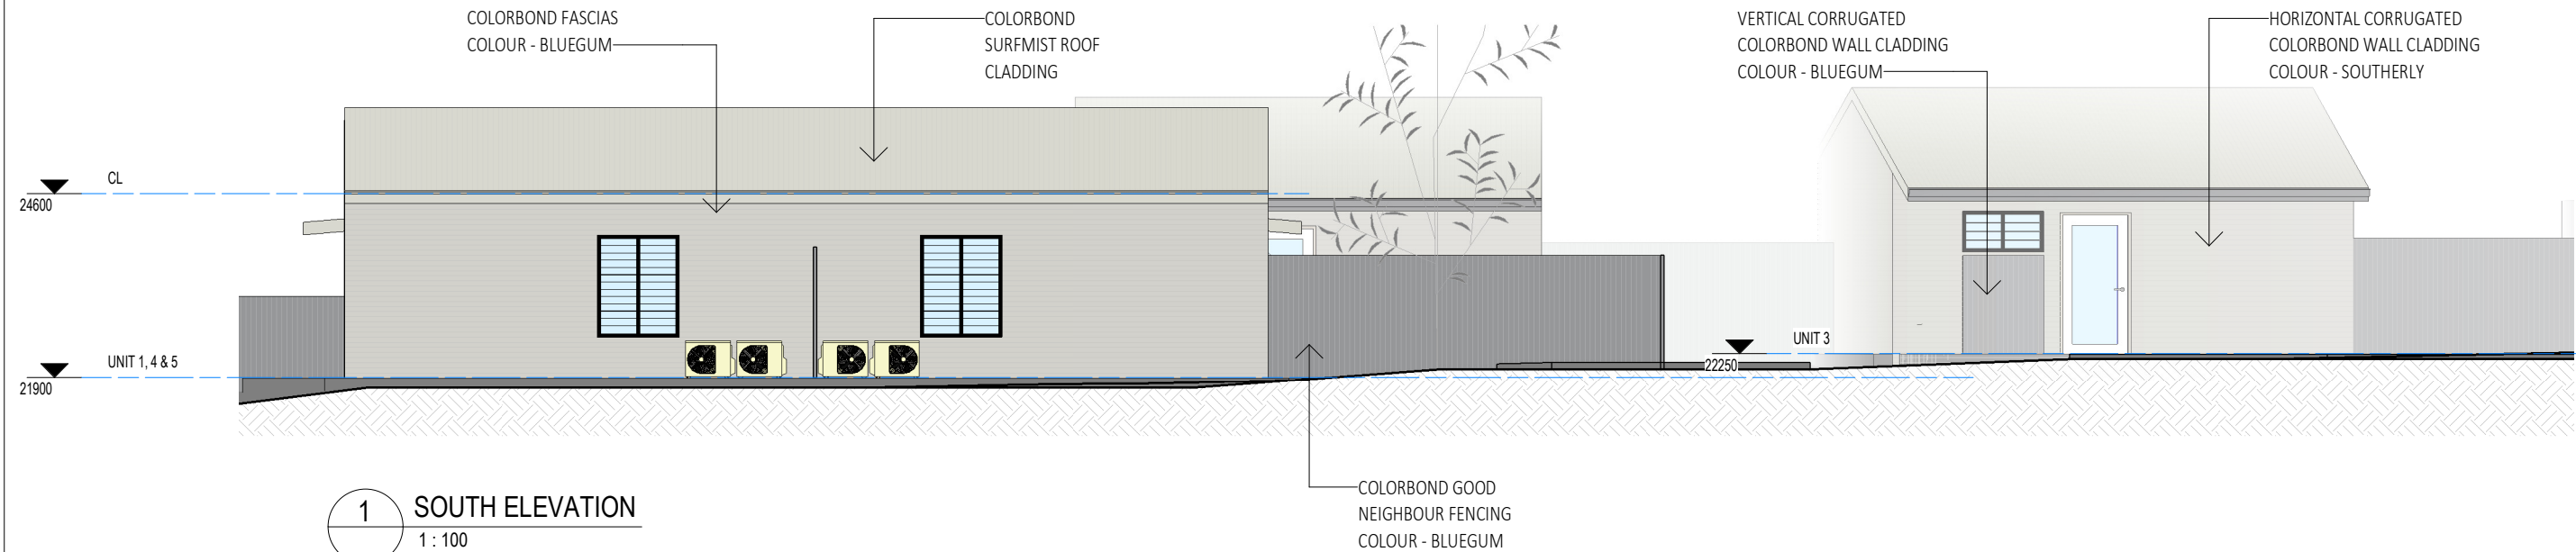 COLORBOND FASCIAS
COLOUR - BLUEGUM
COLORBOND
SURFMIST ROOF
CLADDING
VERTICAL CORRUGATED
COLORBOND WALL CLADDING
COLOUR - BLUEGUM
HORIZONTAL CORRUGATED
COLORBOND WALL CLADDING
COLOUR - SOUTHERLY
CL
24600
UNIT 1, 4 & 5
21900
UNIT 3
22250
COLORBOND GOOD
NEIGHBOUR FENCING
COLOUR - BLUEGUM
1
SOUTH ELEVATION
1 : 100